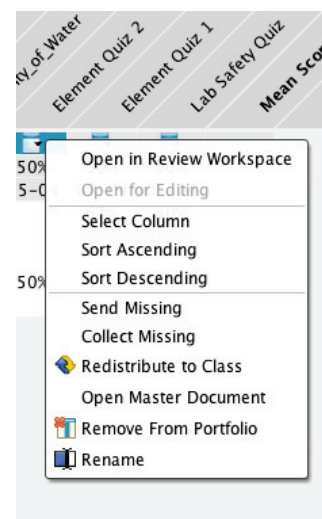 ty_of_Water
Element Quiz 2
Element Quiz 1
Lab Safety Quiz
Mean Sco
50%
5-0
50%
Open in Review Workspace
Open for Editing
Select Column
Sort Ascending
Sort Descending
Send Missing
Collect Missing
Redistribute to Class
Open Master Document
Remove From Portfolio
Rename